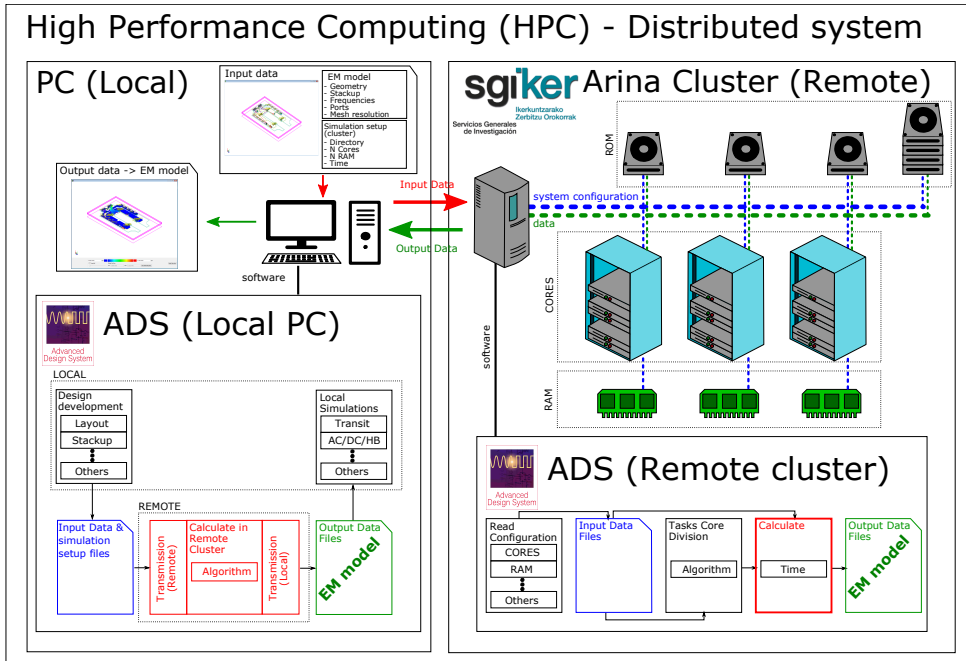 High Performance Computing (HPC) - Distributed system
PC (Local)
Input data
EM model
- Geometry
- Stackup
- Frequencies
- Ports
- Mesh resolution
Simulation setup
(cluster)
- Directory
- N Cores
- N RAM
- Time
Output data -> EM model
Input Data
Output Data
software
ADS (Local PC)
Advanced
Design System
LOCAL
Design
development
Layout
Stackup
Others
Local
Simulations
Transit
AC/DC/HB
Others
REMOTE
Input Data &
simulation
setup files
Transmission
(Remote)
Calculate in
Remote
Cluster
Algorithm
Transmission
(Local)
Output Data
Files
EM model
sgiker
Ikerkuntzarako
Zerbitzu Orokorrak
Servicios Generales
de Investigación
Arina Cluster (Remote)
ROM
system configuration
data
CORES
RAM
software
ADS (Remote cluster)
Advanced
Design System
Read
Configuration
CORES
RAM
Others
Input Data
Files
Tasks Core
Division
Algorithm
Calculate
Time
Output Data
Files
EM model